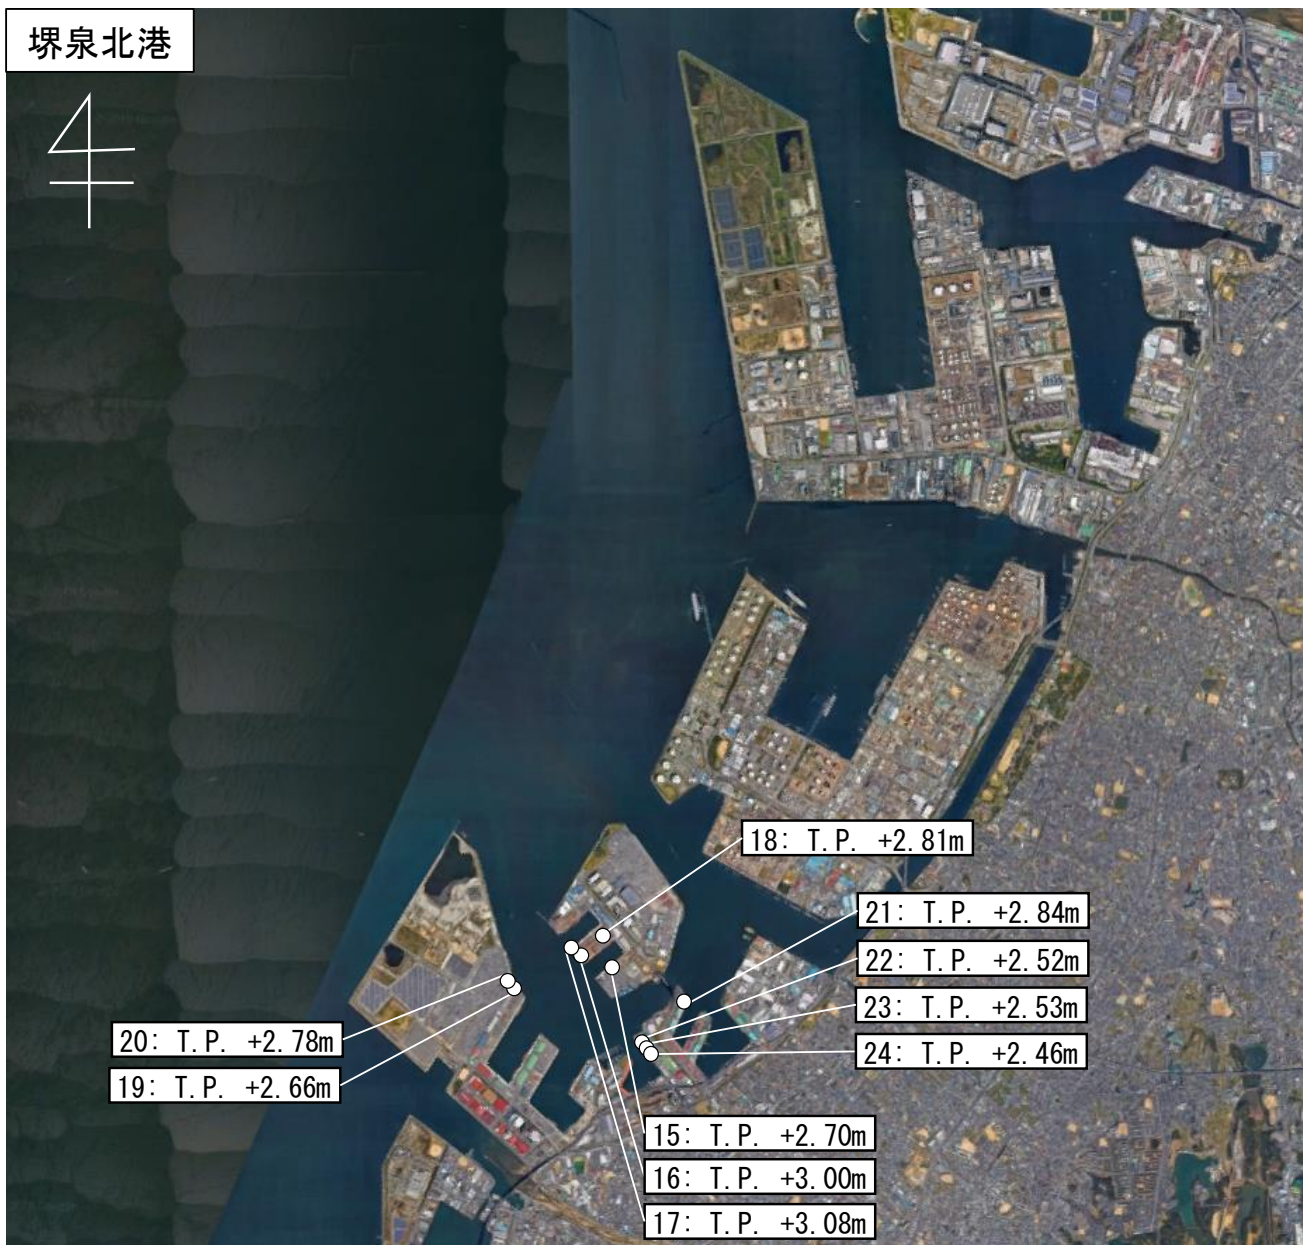 堺泉北港
18: T.P. +2.81m
21: T.P. +2.84m
22: T.P. +2.52m
23: T.P. +2.53m
24: T.P. +2.46m
20: T.P. +2.78m
19: T.P. +2.66m
15: T.P. +2.70m
16: T.P. +3.00m
17: T.P. +3.08m